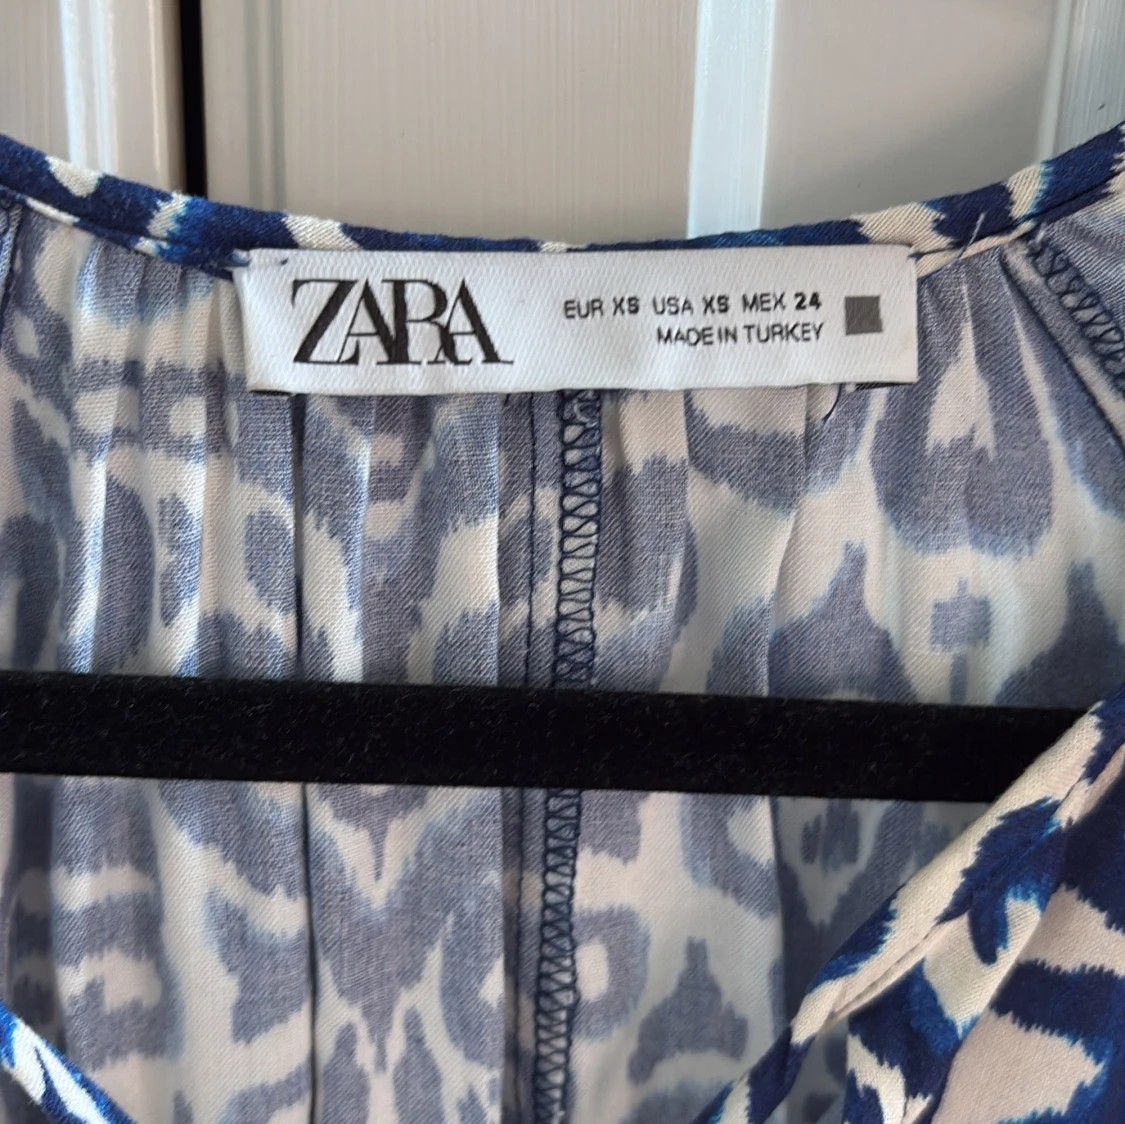 ZARA
EUR XS USA XS MEX 24
MADE IN TURKEY